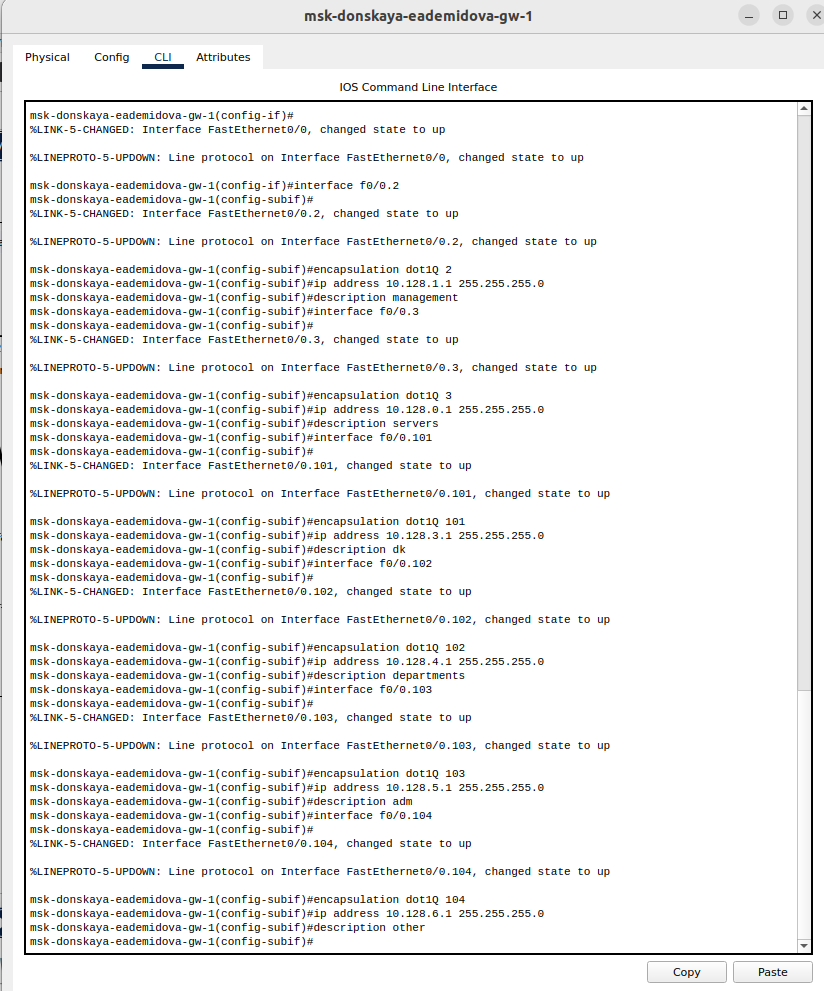 msk-donskaya-eademidova-gw-1
Physical Config CLI Attributes
IOS Command Line Interface
msk-donskaya-eademidova-gw-1(config-if)#
%LINK-5-CHANGED: Interface FastEthernet0/0, changed state to up
%LINEPROTO-5-UPDOWN: Line protocol on Interface FastEthernet0/0, changed state to up
msk-donskaya-eademidova-gw-1(config-if)#interface f0/0.2
msk-donskaya-eademidova-gw-1(config-subif)#
%LINK-5-CHANGED: Interface FastEthernet0/0.2, changed state to up
%LINEPROTO-5-UPDOWN: Line protocol on Interface FastEthernet0/0.2, changed state to up
msk-donskaya-eademidova-gw-1(config-subif)#encapsulation dot1Q 2
msk-donskaya-eademidova-gw-1(config-subif)#ip address 10.128.1.1 255.255.255.0
msk-donskaya-eademidova-gw-1(config-subif)#description management
msk-donskaya-eademidova-gw-1(config-subif)#interface f0/0.3
msk-donskaya-eademidova-gw-1(config-subif)#
%LINK-5-CHANGED: Interface FastEthernet0/0.3, changed state to up
%LINEPROTO-5-UPDOWN: Line protocol on Interface FastEthernet0/0.3, changed state to up
msk-donskaya-eademidova-gw-1(config-subif)#encapsulation dot1Q 3
msk-donskaya-eademidova-gw-1(config-subif)#ip address 10.128.0.1 255.255.255.0
msk-donskaya-eademidova-gw-1(config-subif)#description servers
msk-donskaya-eademidova-gw-1(config-subif)#interface f0/0.101
msk-donskaya-eademidova-gw-1(config-subif)#
%LINK-5-CHANGED: Interface FastEthernet0/0.101, changed state to up
%LINEPROTO-5-UPDOWN: Line protocol on Interface FastEthernet0/0.101, changed state to up
msk-donskaya-eademidova-gw-1(config-subif)#encapsulation dot1Q 101
msk-donskaya-eademidova-gw-1(config-subif)#ip address 10.128.3.1 255.255.255.0
msk-donskaya-eademidova-gw-1(config-subif)#description dk
msk-donskaya-eademidova-gw-1(config-subif)#interface f0/0.102
msk-donskaya-eademidova-gw-1(config-subif)#
%LINK-5-CHANGED: Interface FastEthernet0/0.102, changed state to up
%LINEPROTO-5-UPDOWN: Line protocol on Interface FastEthernet0/0.102, changed state to up
msk-donskaya-eademidova-gw-1(config-subif)#encapsulation dot1Q 102
msk-donskaya-eademidova-gw-1(config-subif)#ip address 10.128.4.1 255.255.255.0
msk-donskaya-eademidova-gw-1(config-subif)#description departments
msk-donskaya-eademidova-gw-1(config-subif)#interface f0/0.103
msk-donskaya-eademidova-gw-1(config-subif)#
%LINK-5-CHANGED: Interface FastEthernet0/0.103, changed state to up
%LINEPROTO-5-UPDOWN: Line protocol on Interface FastEthernet0/0.103, changed state to up
msk-donskaya-eademidova-gw-1(config-subif)#encapsulation dot1Q 103
msk-donskaya-eademidova-gw-1(config-subif)#ip address 10.128.5.1 255.255.255.0
msk-donskaya-eademidova-gw-1(config-subif)#description adm
msk-donskaya-eademidova-gw-1(config-subif)#interface f0/0.104
msk-donskaya-eademidova-gw-1(config-subif)#
%LINK-5-CHANGED: Interface FastEthernet0/0.104, changed state to up
%LINEPROTO-5-UPDOWN: Line protocol on Interface FastEthernet0/0.104, changed state to up
msk-donskaya-eademidova-gw-1(config-subif)#encapsulation dot1Q 104
msk-donskaya-eademidova-gw-1(config-subif)#ip address 10.128.6.1 255.255.255.0
msk-donskaya-eademidova-gw-1(config-subif)#description other
msk-donskaya-eademidova-gw-1(config-subif)#
Copy Paste